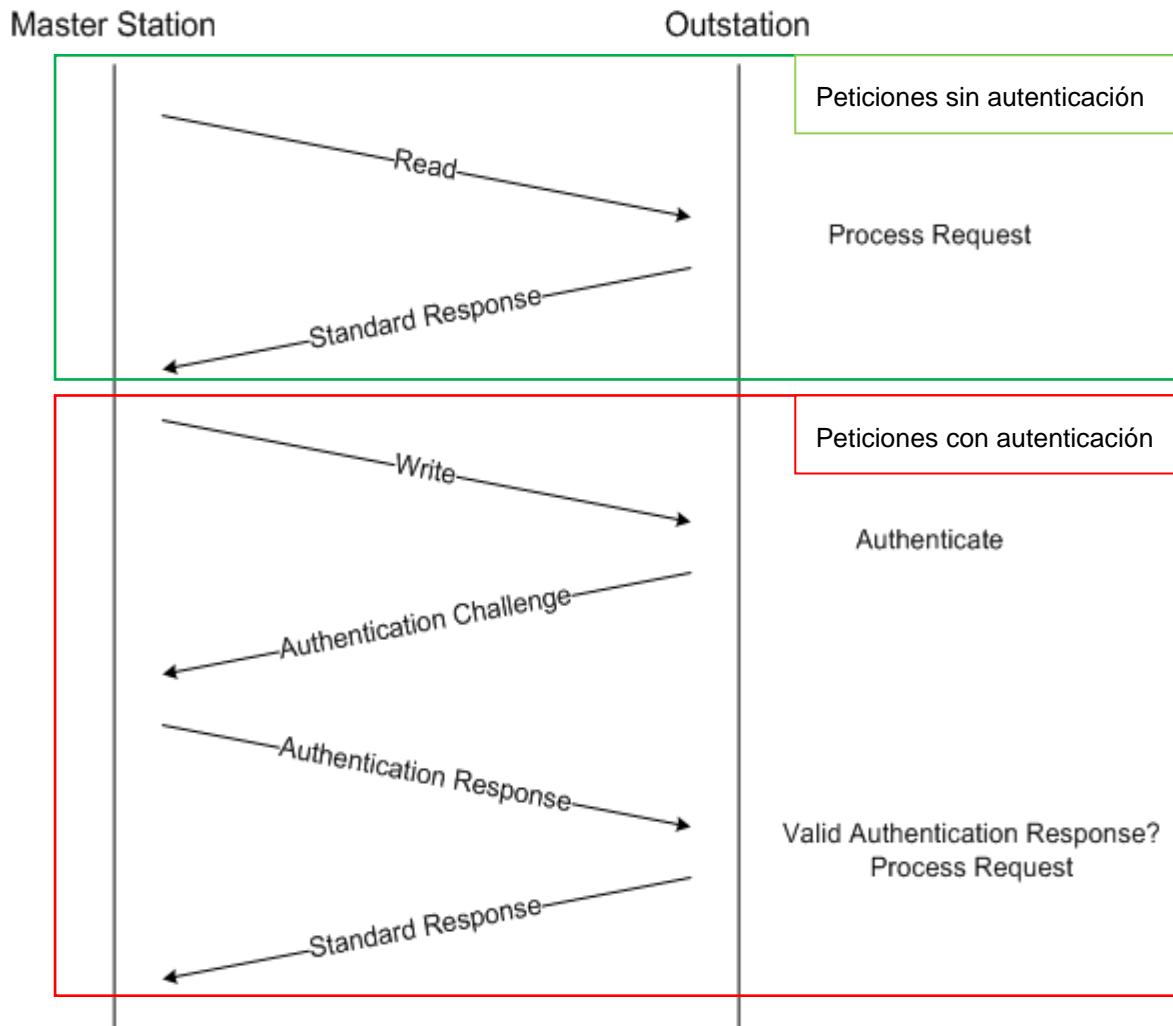 Master Station
Outstation
Peticiones sin autenticación
Read
Process Request
Standard Response
Peticiones con autenticación
Write
Authenticate
Authentication Challenge
Authentication Response
Valid Authentication Response?
Process Request
Standard Response